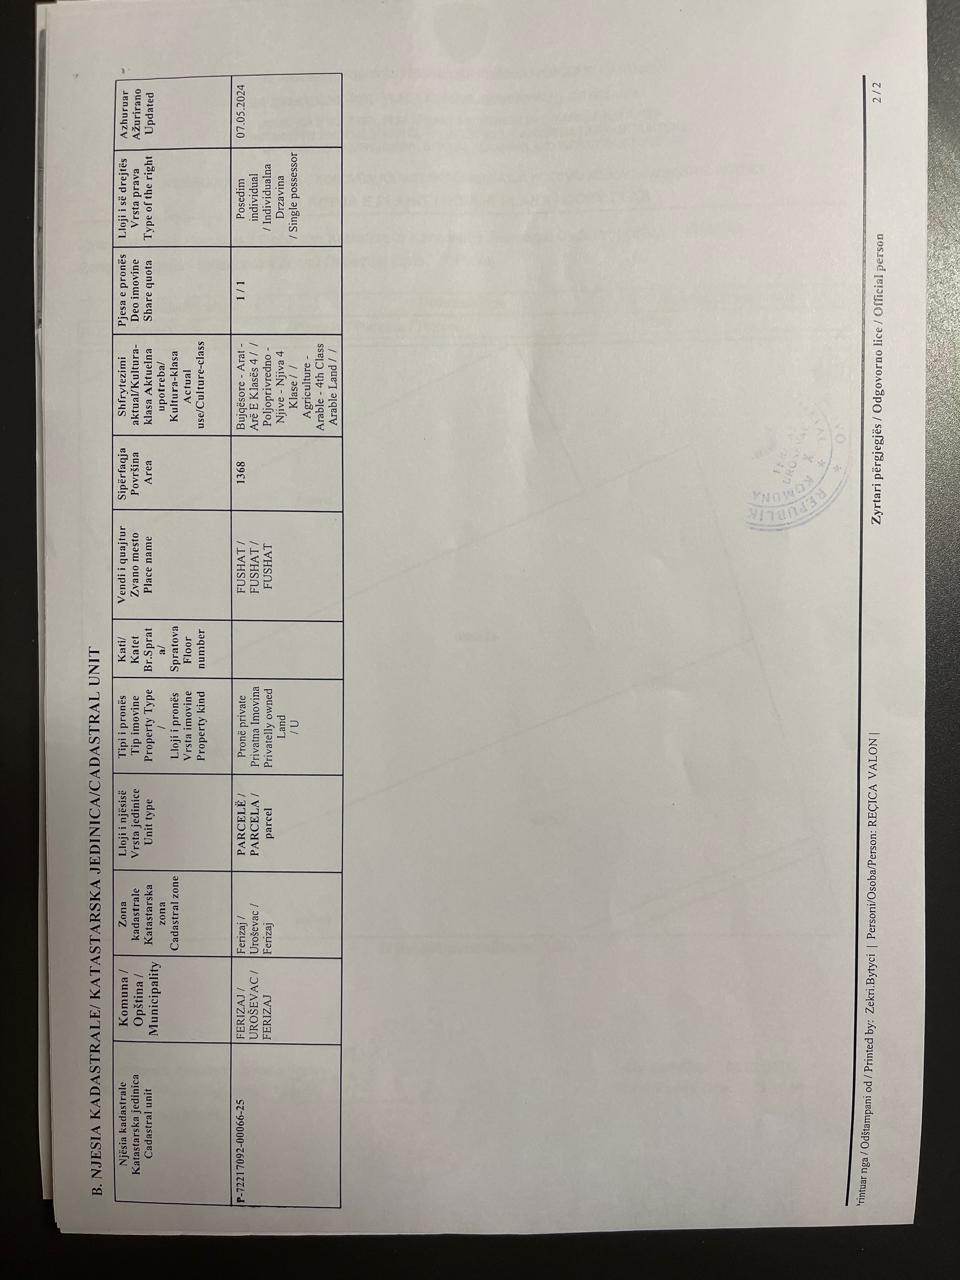 B. NJESIA KADASTRALE/ KATASTARSKA JEDINICA/CADASTRAL UNIT
Njësia kadastrale
Katastarska jedinica
Cadastral unit
Komuna /
Opština /
Municipality
Zona
kadastrale
Katastarska
zona
Cadastral zone
Lloji i njësisë
Vrsta jedinice
Unit type
Tipi i pronës
Tip imovine
Property Type
/
Lloji i pronës
Vrsta imovine
Property kind
Kati/
Katet
Br.Sprat
a/
Spratova
Floor
number
Vendi i quajtur
Zvano mesto
Place name
Sipërfaqja
Površina
Area
Shfrytezimi
aktual/Kultura-
klasa Aktuelna
upotreba/
Kultura-klasa
Actual
use/Culture-class
Pjesa e pronës
Deo imovine
Share quota
Lloji i së drejtës
Vrsta prava
Type of the right
Azhuruar
Ažurirano
Updated
P-72217092-00066-25
FERIZAJ /
UROŠEVAC /
FERIZAJ
Ferizaj /
Uroševac /
Ferizaj
PARCELË /
PARCELA /
parcel
Pronë private
Privatna Imovina
Privatelly owned
Land
/ U
FUSHAT /
FUSHAT /
FUSHAT
1368
Bujqësore - Arat -
Arë E Klasës 4 / /
Poljoprivredno -
Njive - Njiva 4
Klase / /
Agriculture -
Arable - 4th Class
Arable Land / /
1 / 1
Posedim
individual
/ Individualna
Drzavina
/ Single possessor
07.05.2024
REPUBLIK
KOMUNA
rintuar nga / Odštampani od / Printed by: Zekri.Bytyci | Personi/Osoba/Person: REÇICA VALON |
Zyrtari përgjegjës / Odgovorno lice / Official person
2 / 2